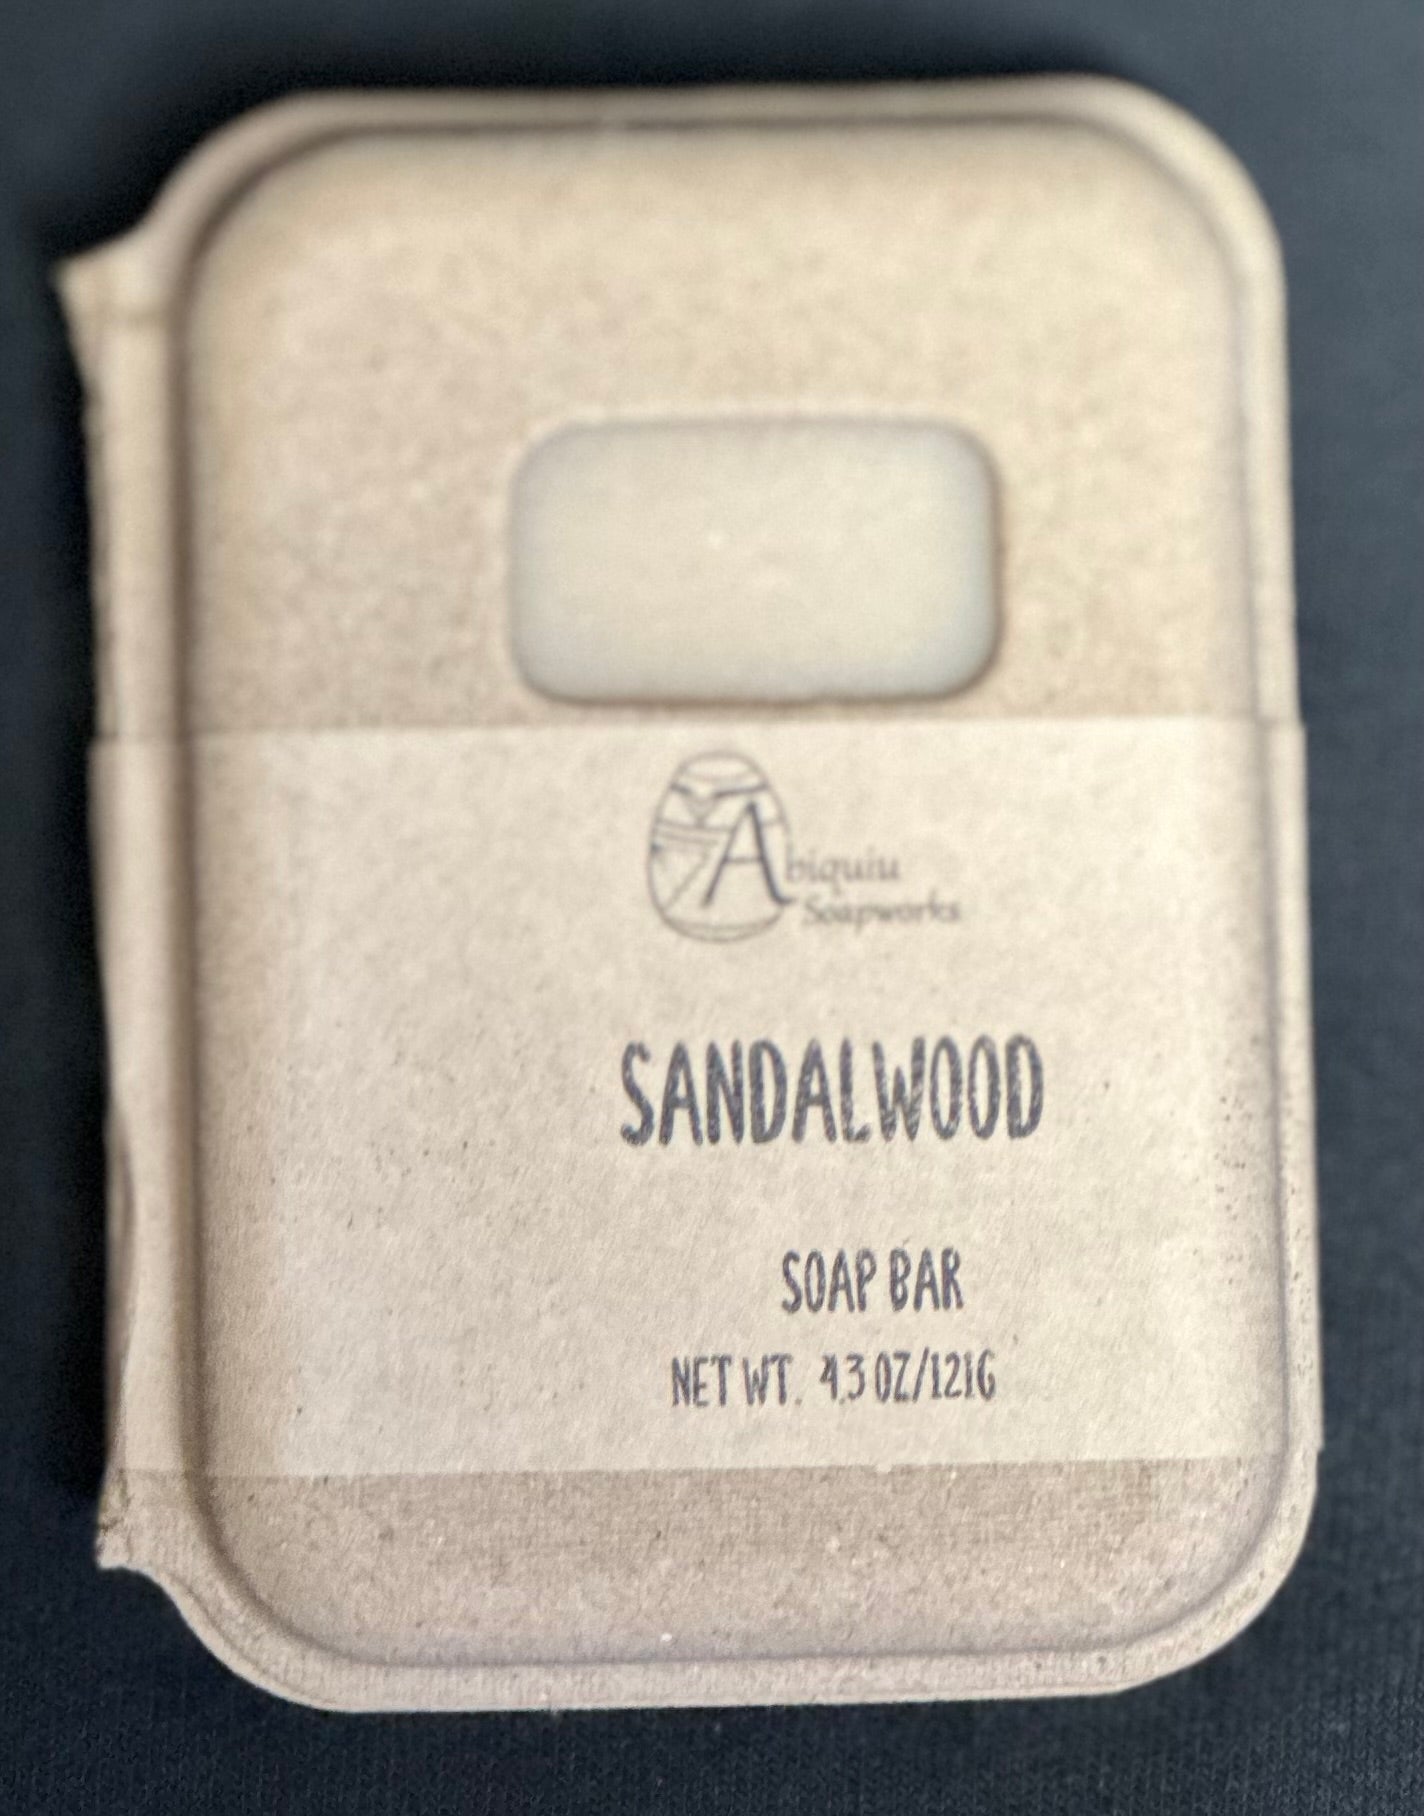 Abiquiu
Soapworks
SANDALWOOD
SOAP BAR
NET WT. 4.3 OZ/121G